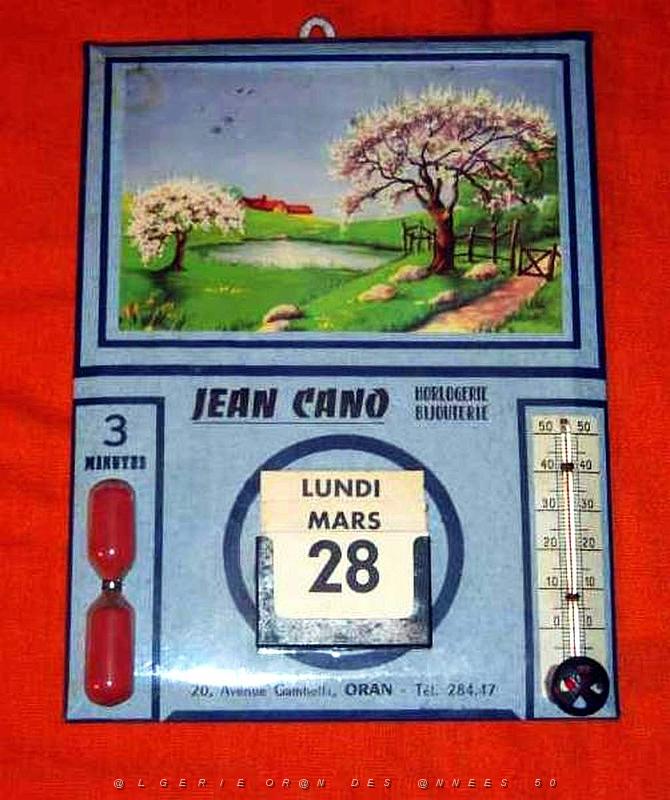 JEAN CANO
HORLOGERIE
BIJOUTERIE
3
MINUTES
LUNDI
MARS
28
50 50
40 40
30 30
20 20
10 10
0 0
20, Avenue Gambetta, ORAN - Tél. 284.47
@LGERIE OR@N DES @NNEES 50